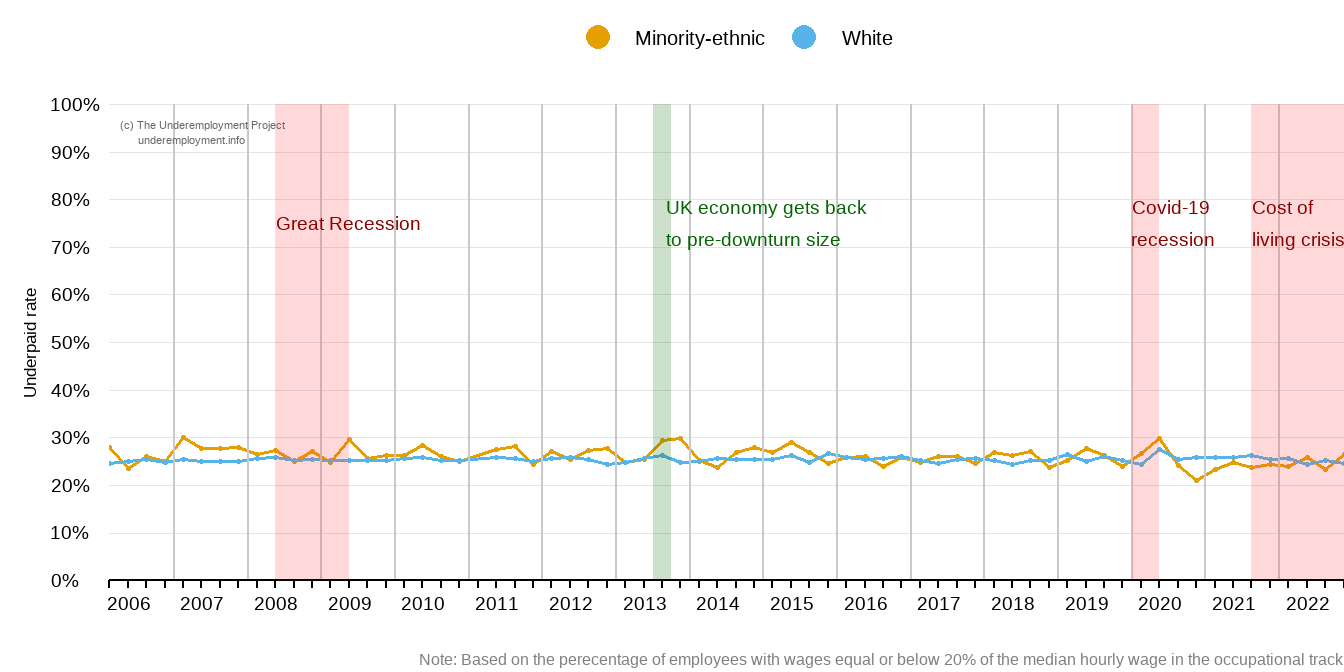 Minority-ethnic White
100%
(c) The Underemployment Project
underemployment.info
90%
80%
UK economy gets back
Covid-19
Cost of
Great Recession
to pre-downturn size
recession
living crisis
70%
60%
Underpaid rate
50%
40%
30%
20%
10%
0%
2006 2007 2008 2009 2010 2011 2012 2013 2014 2015 2016 2017 2018 2019 2020 2021 2022
Note: Based on the perecentage of employees with wages equal or below 20% of the median hourly wage in the occupational